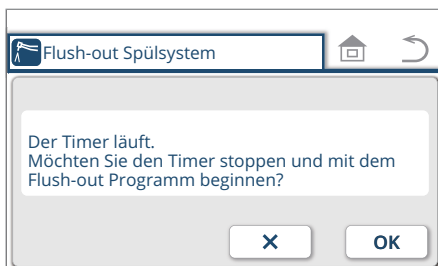 Flush-out Spülsystem
Der Timer läuft.
Möchten Sie den Timer stoppen und mit dem
Flush-out Programm beginnen?
OK